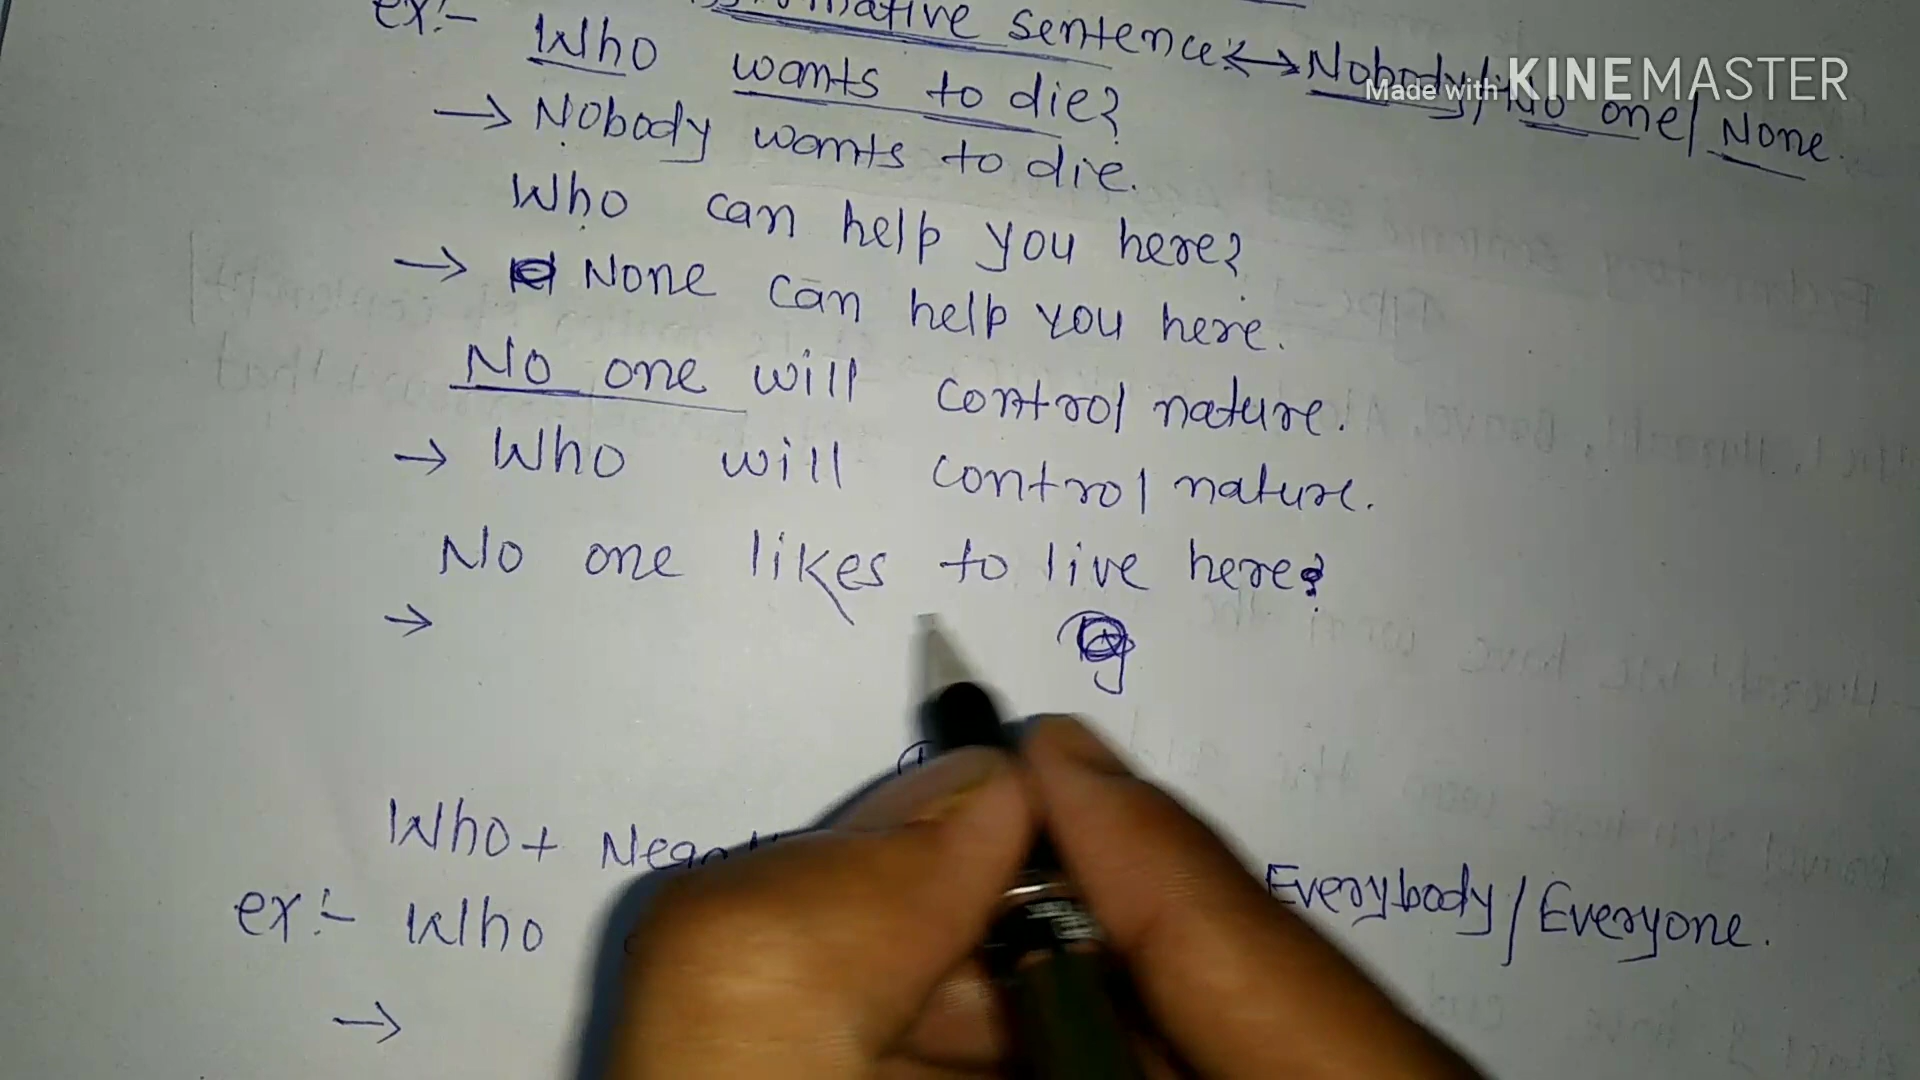 sentence ↔ Nobody / No one / None.
Made with KINEMASTER
ex:- Who wants to die?
→ Nobody wants to die.
Who can help you here?
→ None can help you here.
No one will control nature.
→ Who will control nature.
No one likes to live here?
→
Who +
Everybody / Everyone.
ex:- Who
→